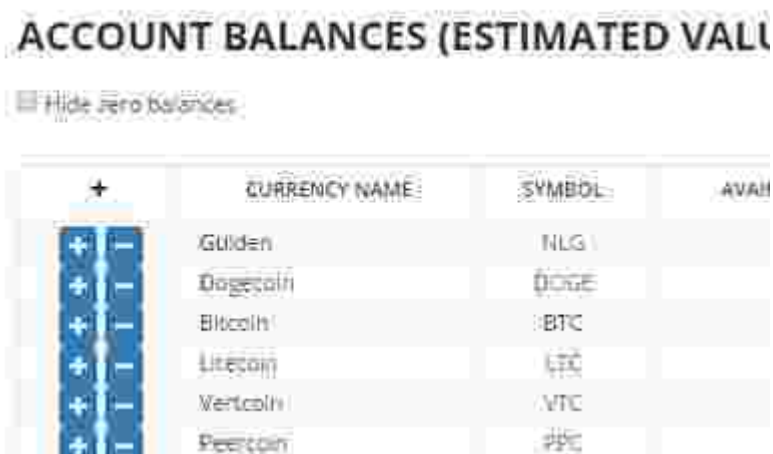 ACCOUNT BALANCES (ESTIMATED VALU
Hide zero balances
+ CURRENCY NAME SYMBOL AVAI
+ − Gulden NLG
+ − Dogecoin DOGE
+ − Bitcoin BTC
+ − Litecoin LTC
+ − Vertcoin VTC
+ − Peercoin PPC